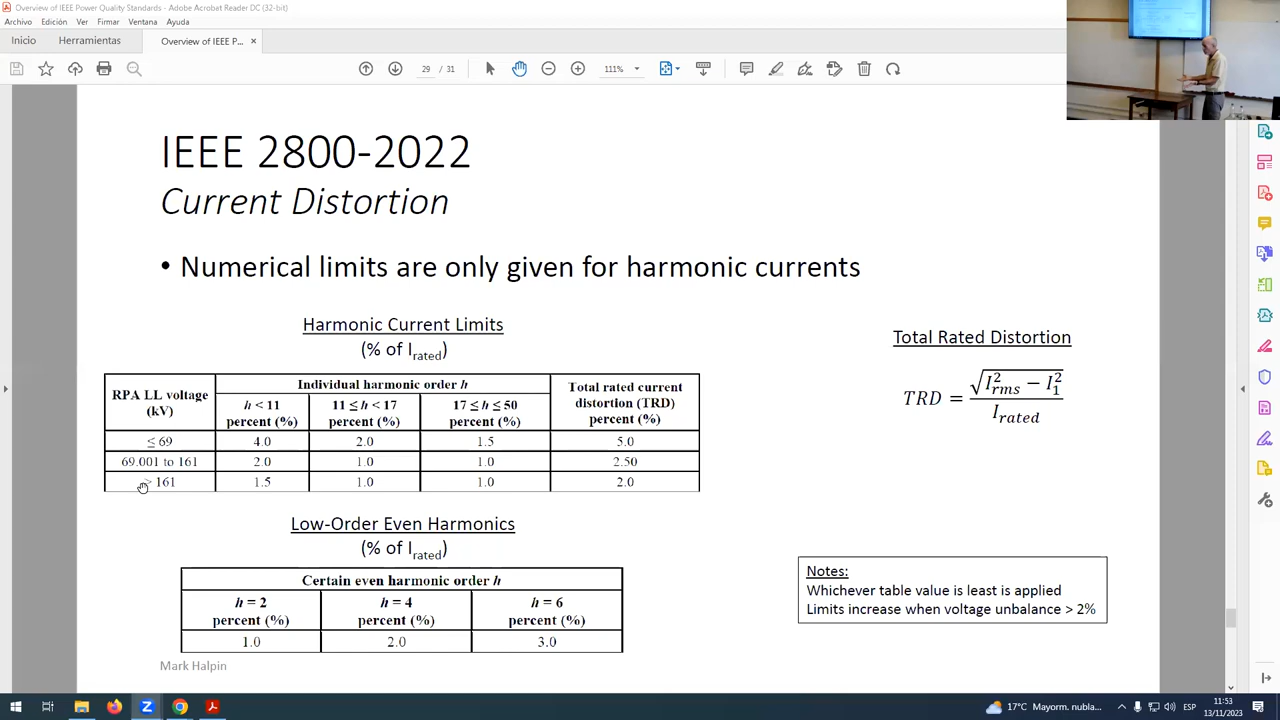 Overview of IEEE Power Quality Standards - Adobe Acrobat Reader DC (32-bit)
Archivo Edición Ver Firmar Ventana Ayuda
Inicio Herramientas Overview of IEEE P... ×
29 / 31 111%
IEEE 2800-2022
Current Distortion
• Numerical limits are only given for harmonic currents
Harmonic Current Limits
(% of I_rated)
RPA LL voltage (kV) Individual harmonic order h Total rated current distortion (TRD) percent (%)
h < 11 percent (%) 11 ≤ h < 17 percent (%) 17 ≤ h ≤ 50 percent (%)
≤ 69 4.0 2.0 1.5 5.0
69.001 to 161 2.0 1.0 1.0 2.50
> 161 1.5 1.0 1.0 2.0
Total Rated Distortion
TRD = √(I_rms² − I_1²) / I_rated
Low-Order Even Harmonics
(% of I_rated)
Certain even harmonic order h
h = 2 percent (%) h = 4 percent (%) h = 6 percent (%)
1.0 2.0 3.0
Notes:
Whichever table value is least is applied
Limits increase when voltage unbalance > 2%
Mark Halpin
17°C Mayorm. nubla... ESP 11:53
13/11/2023